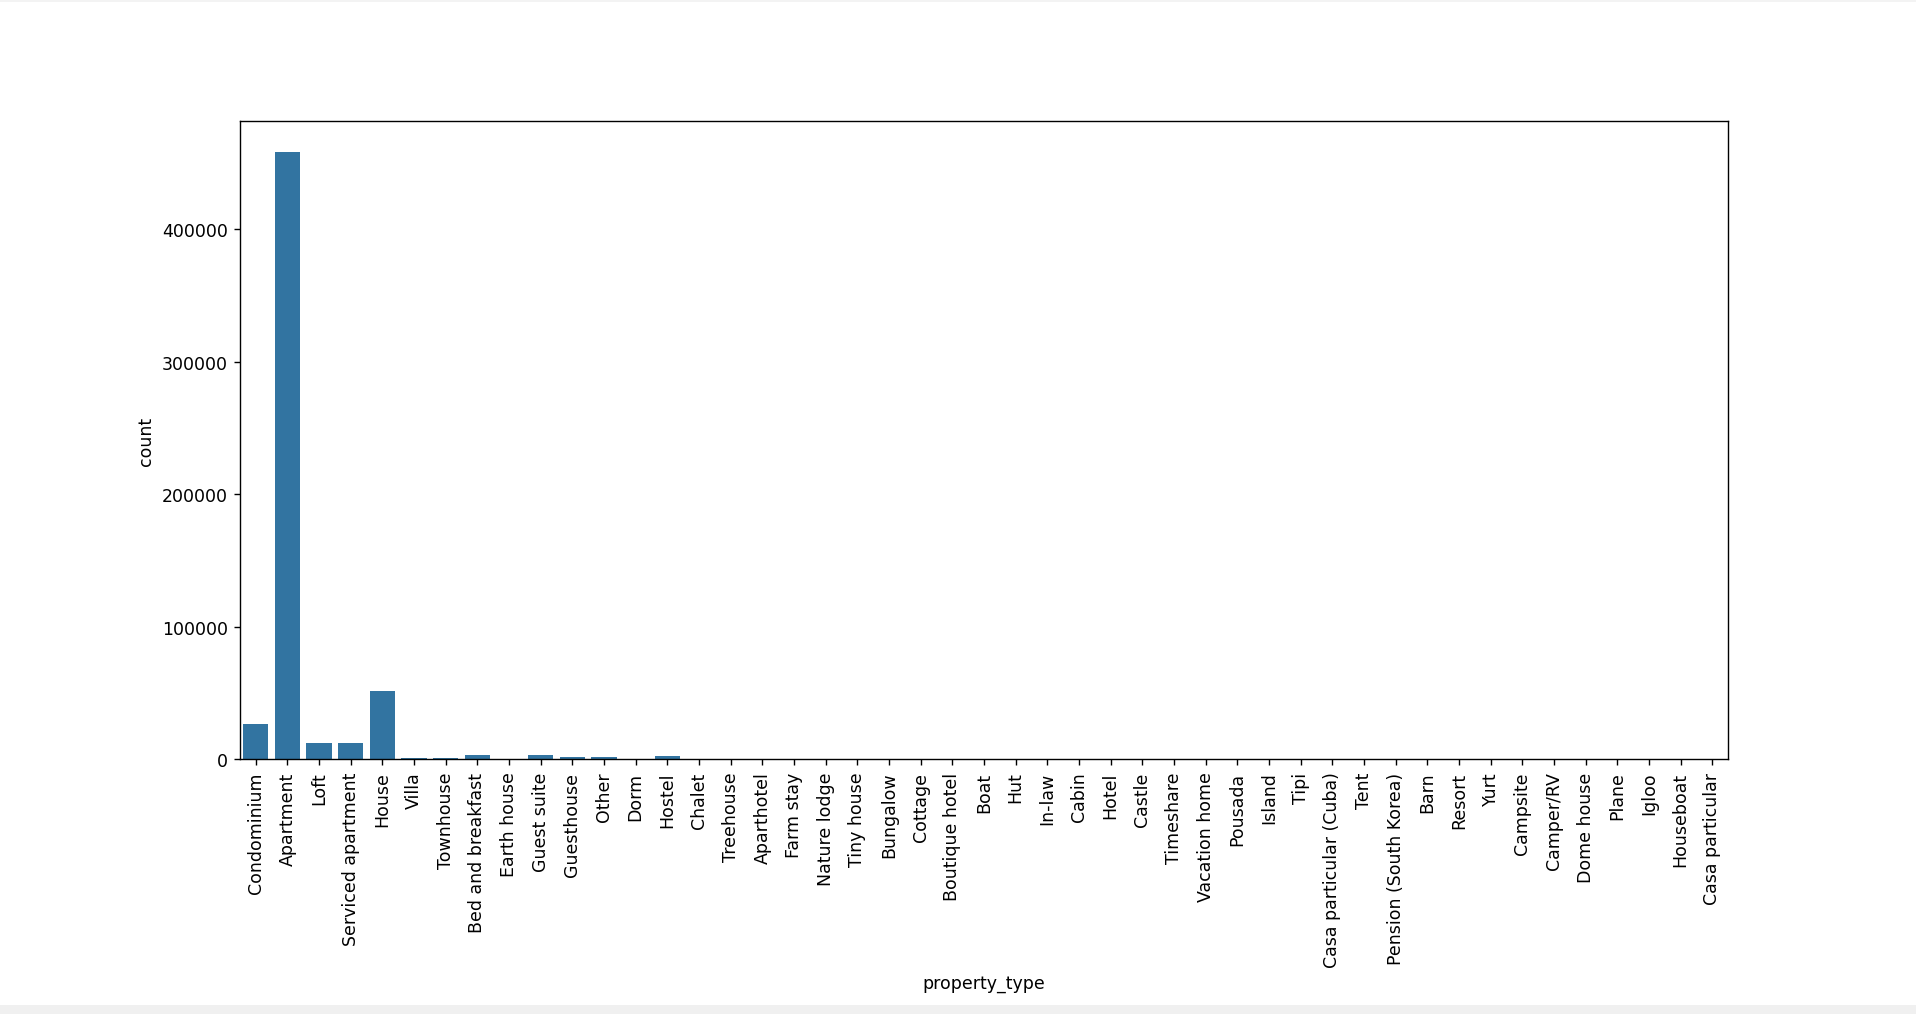 400000
300000
200000
100000
0
count
Condominium
Apartment
Loft
Serviced apartment
House
Villa
Townhouse
Bed and breakfast
Earth house
Guest suite
Guesthouse
Other
Dorm
Hostel
Chalet
Treehouse
Aparthotel
Farm stay
Nature lodge
Tiny house
Bungalow
Cottage
Boutique hotel
Boat
Hut
In-law
Cabin
Hotel
Castle
Timeshare
Vacation home
Pousada
Island
Tipi
Casa particular (Cuba)
Tent
Pension (South Korea)
Barn
Resort
Yurt
Campsite
Camper/RV
Dome house
Plane
Igloo
Houseboat
Casa particular
property_type